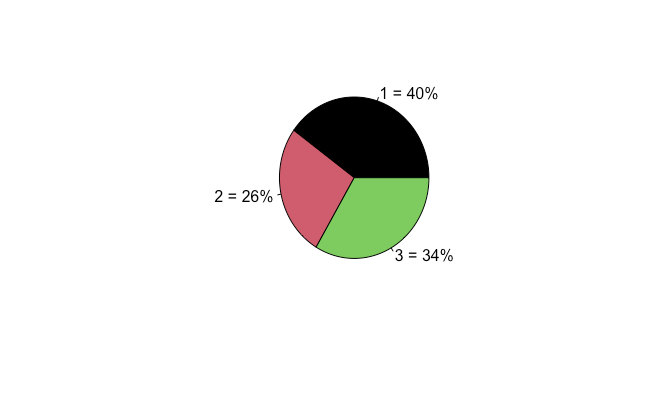 1 = 40%
2 = 26%
3 = 34%